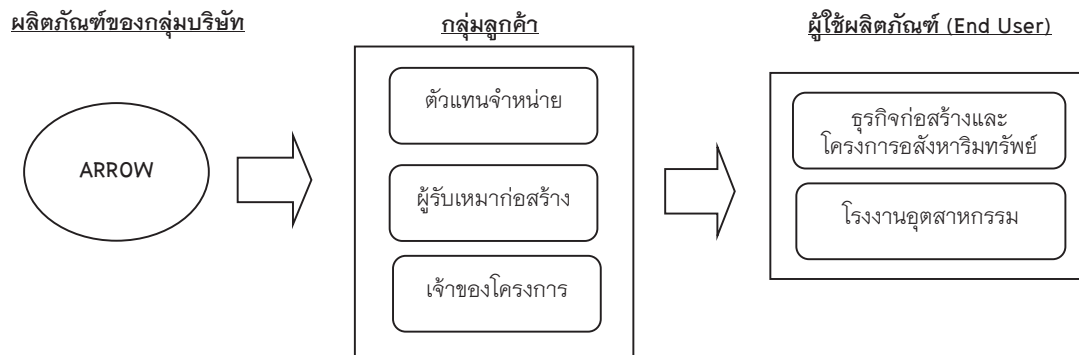 ผลิตภัณฑ์ของกลุ่มบริษัท
กลุ่มลูกค้า
ผู้ใช้ผลิตภัณฑ์ (End User)
ARROW
ตัวแทนจำหน่าย
ผู้รับเหมาก่อสร้าง
เจ้าของโครงการ
ธุรกิจก่อสร้างและ
โครงการอสังหาริมทรัพย์
โรงงานอุตสาหกรรม